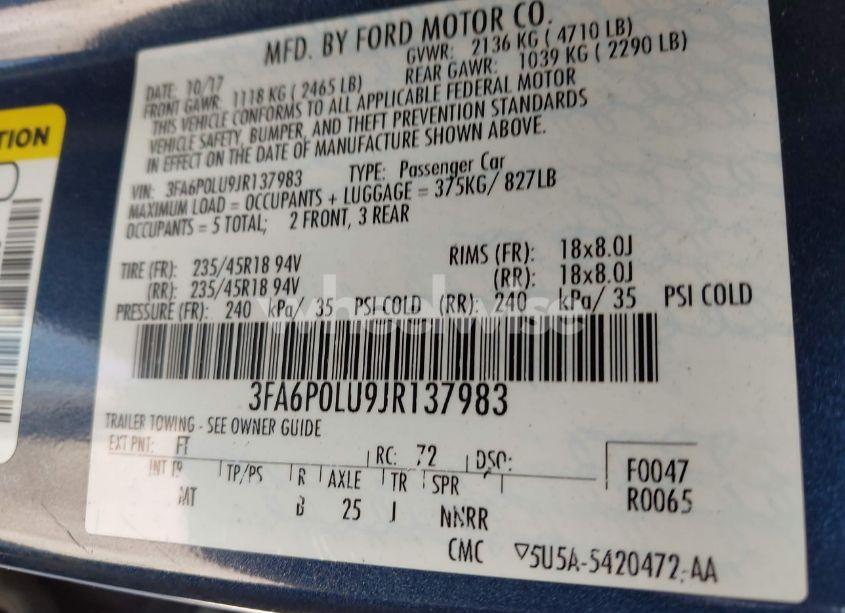 MFD. BY FORD MOTOR CO.
DATE: 10/17 GVWR: 2136 KG ( 4710 LB)
FRONT GAWR: 1118 KG ( 2465 LB) REAR GAWR: 1039 KG ( 2290 LB)
THIS VEHICLE CONFORMS TO ALL APPLICABLE FEDERAL MOTOR
VEHICLE SAFETY, BUMPER, AND THEFT PREVENTION STANDARDS
IN EFFECT ON THE DATE OF MANUFACTURE SHOWN ABOVE.
VIN: 3FA6P0LU9JR137983 TYPE: Passenger Car
MAXIMUM LOAD = OCCUPANTS + LUGGAGE = 375KG/ 827LB
OCCUPANTS = 5 TOTAL; 2 FRONT, 3 REAR
TIRE (FR): 235/45R18 94V RIMS (FR): 18x8.0J
(RR): 235/45R18 94V (RR): 18x8.0J
PRESSURE (FR): 240 kPa/ 35 PSI COLD (RR): 240 kPa/ 35 PSI COLD
wheelwise
3FA6P0LU9JR137983
TRAILER TOWING - SEE OWNER GUIDE
EXT PNT: FT RC: 72 DSO:
INT TR TP/PS R AXLE TR SPR F0047
MT B 25 J NNRR R0065
CMC ▽5U5A-5420472-AA
TION